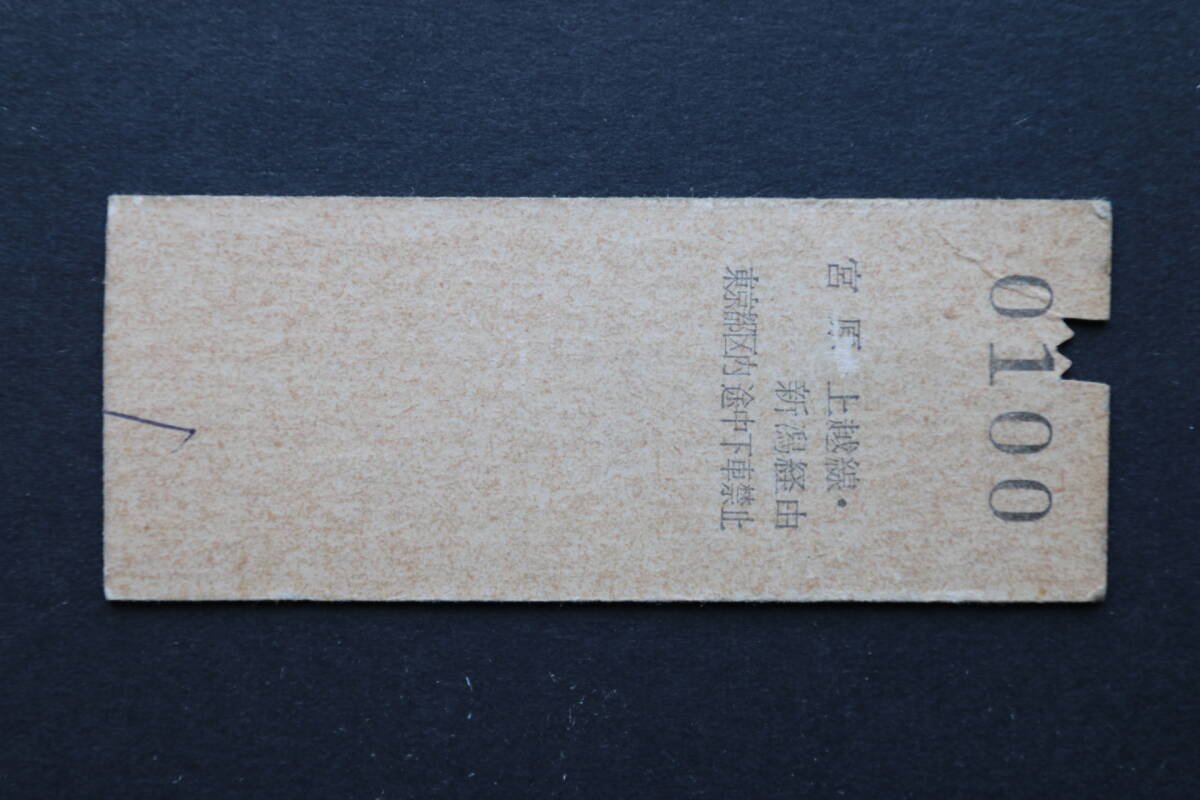 0100
宮原 上越線・
新潟経由
東京都区内 途中下車禁止